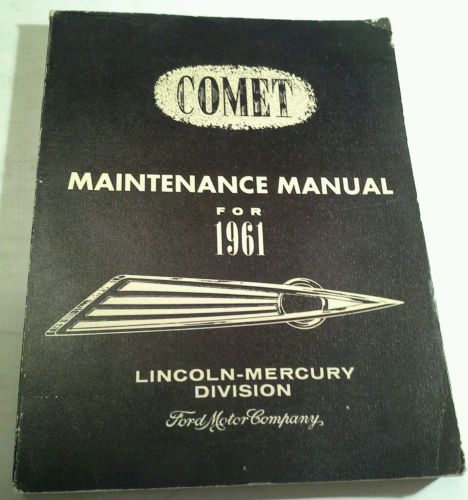 COMET
MAINTENANCE MANUAL
FOR
1961
LINCOLN-MERCURY
DIVISION
Ford Motor Company